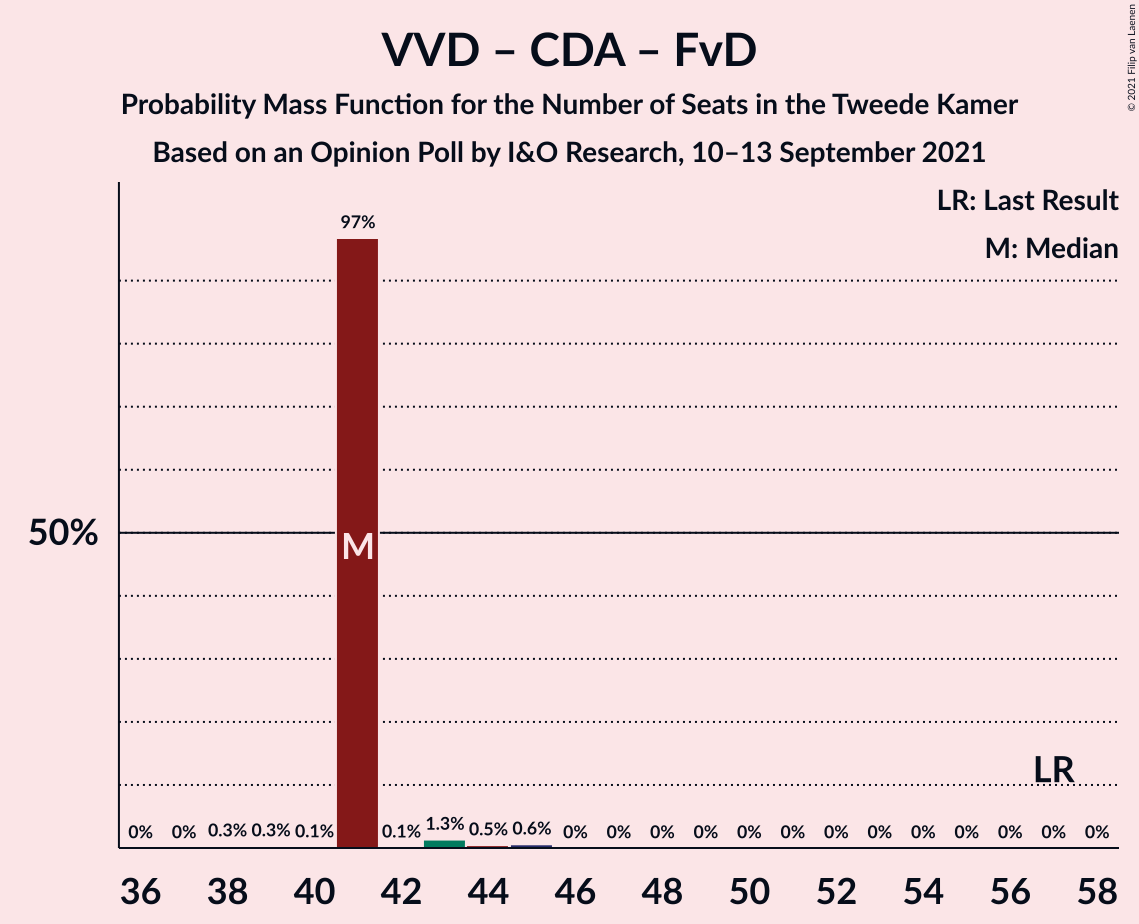 VVD – CDA – FvD
Probability Mass Function for the Number of Seats in the Tweede Kamer
Based on an Opinion Poll by I&O Research, 10–13 September 2021
© 2021 Filip van Laenen
LR: Last Result
M: Median
97%
50%
M
LR
0% 0% 0.3% 0.3% 0.1% 0.1% 1.3% 0.5% 0.6% 0% 0% 0% 0% 0% 0% 0% 0% 0% 0% 0% 0% 0%
36 38 40 42 44 46 48 50 52 54 56 58